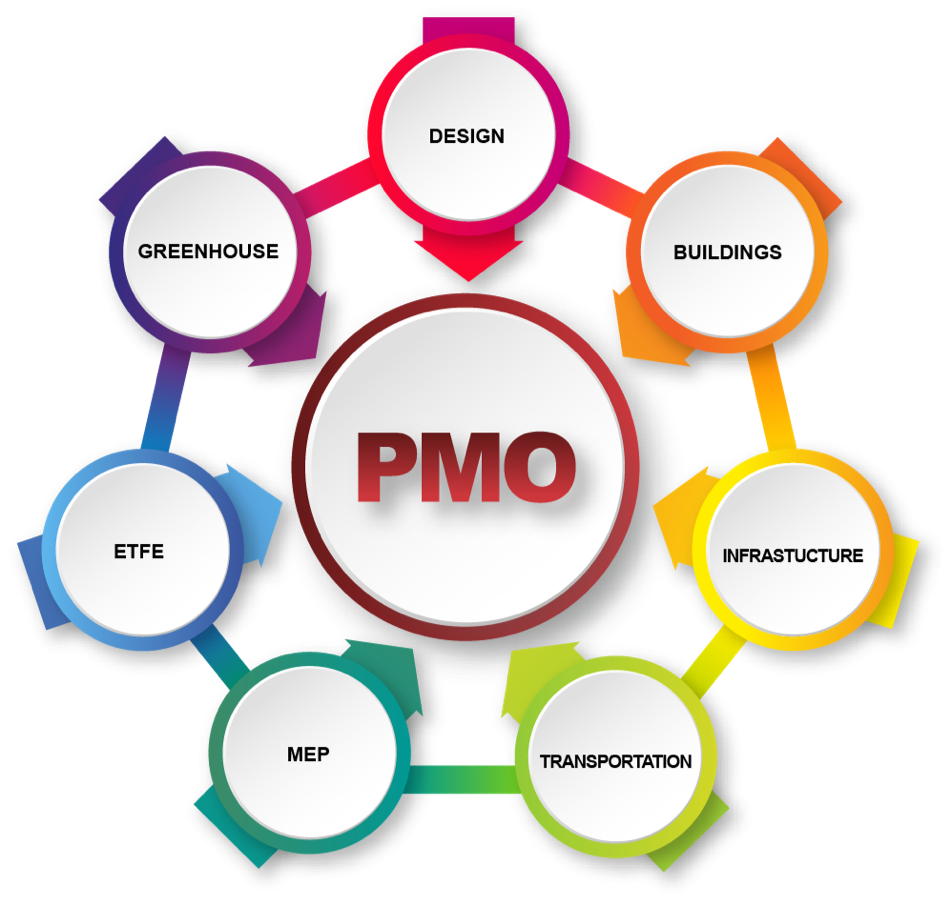 DESIGN
GREENHOUSE
BUILDINGS
PMO
ETFE
INFRASTUCTURE
MEP
TRANSPORTATION